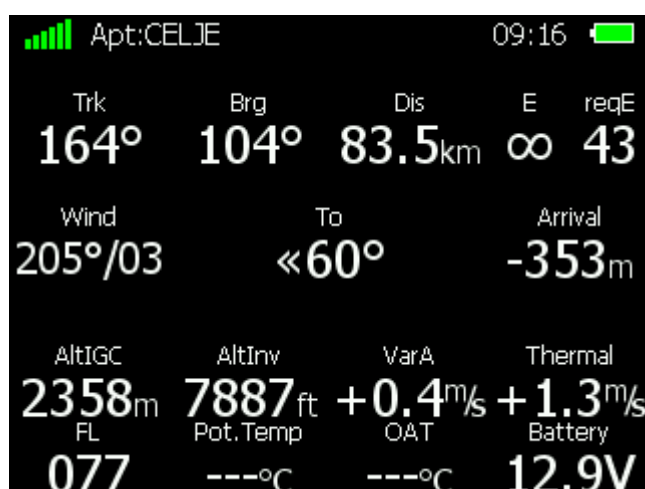 Apt:CELJE 09:16
Trk Brg Dis E reqE
164° 104° 83.5km ∞ 43
Wind To Arrival
205°/03 «60° -353m
AltIGC AltInv VarA Thermal
2358m 7887ft +0.4m/s +1.3m/s
FL Pot.Temp OAT Battery
077 ---°C ---°C 12.9V